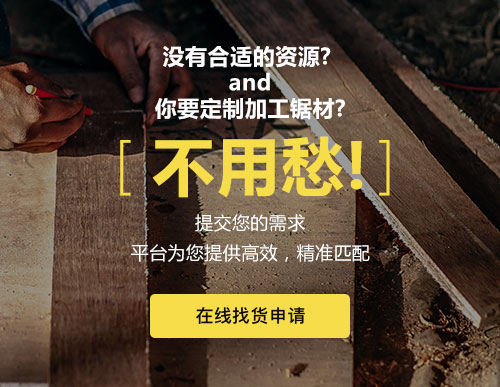 没有合适的资源?
and
你要定制加工锯材?
[ 不用愁! ]
提交您的需求
平台为您提供高效，精准匹配
在线找货申请